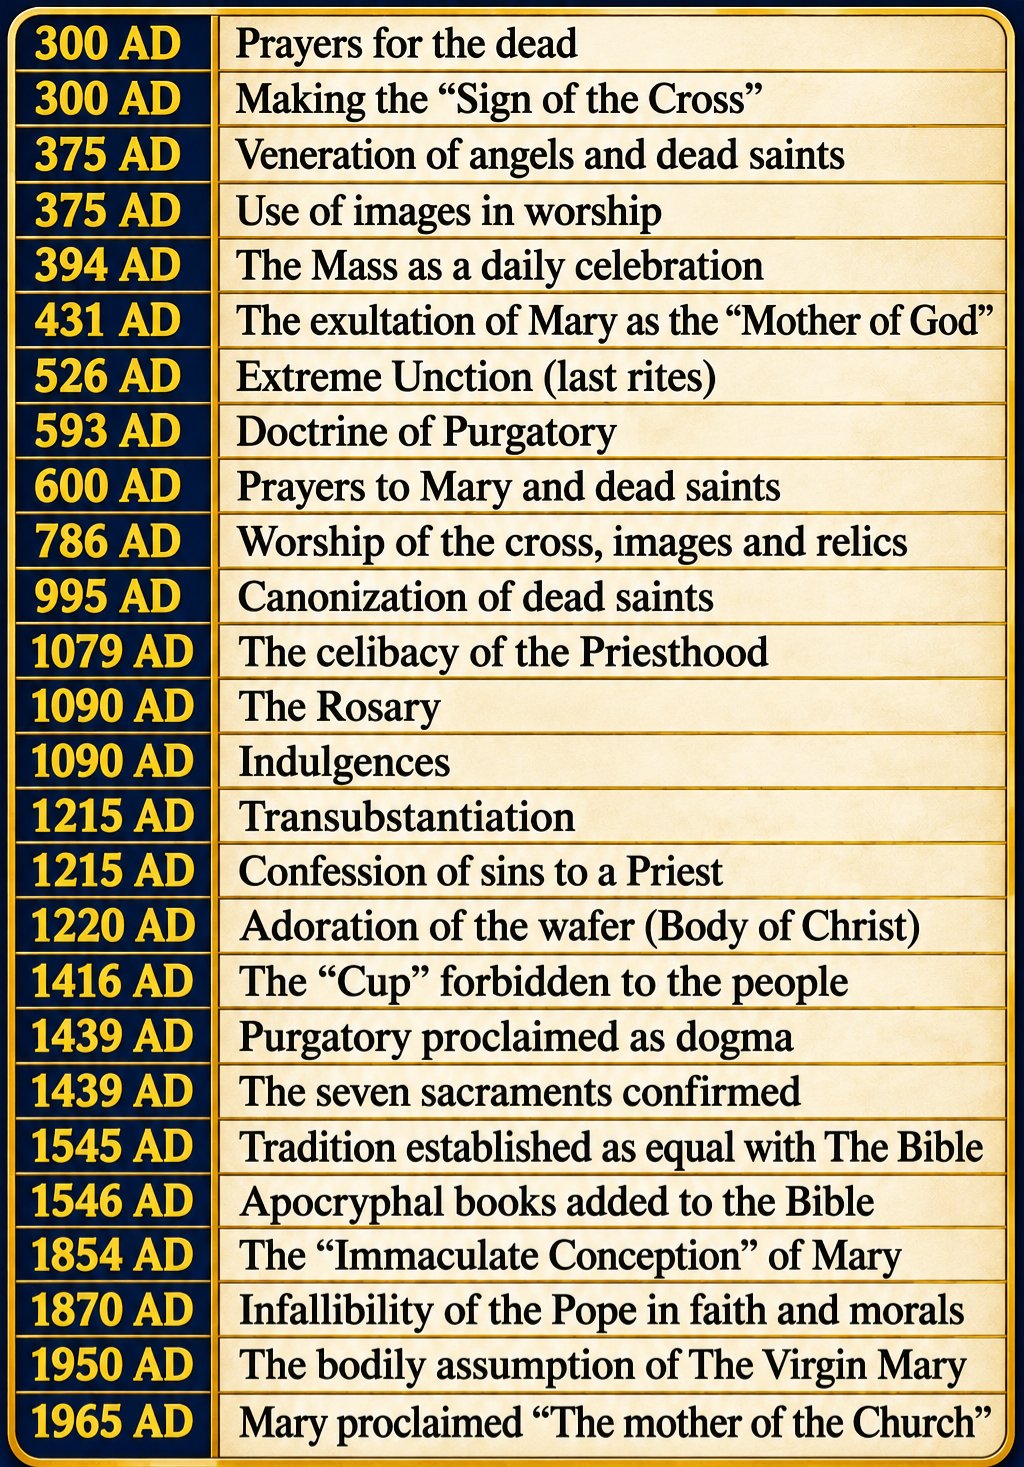 300 AD Prayers for the dead
300 AD Making the “Sign of the Cross”
375 AD Veneration of angels and dead saints
375 AD Use of images in worship
394 AD The Mass as a daily celebration
431 AD The exultation of Mary as the “Mother of God”
526 AD Extreme Unction (last rites)
593 AD Doctrine of Purgatory
600 AD Prayers to Mary and dead saints
786 AD Worship of the cross, images and relics
995 AD Canonization of dead saints
1079 AD The celibacy of the Priesthood
1090 AD The Rosary
1090 AD Indulgences
1215 AD Transubstantiation
1215 AD Confession of sins to a Priest
1220 AD Adoration of the wafer (Body of Christ)
1416 AD The “Cup” forbidden to the people
1439 AD Purgatory proclaimed as dogma
1439 AD The seven sacraments confirmed
1545 AD Tradition established as equal with The Bible
1546 AD Apocryphal books added to the Bible
1854 AD The “Immaculate Conception” of Mary
1870 AD Infallibility of the Pope in faith and morals
1950 AD The bodily assumption of The Virgin Mary
1965 AD Mary proclaimed “The mother of the Church”